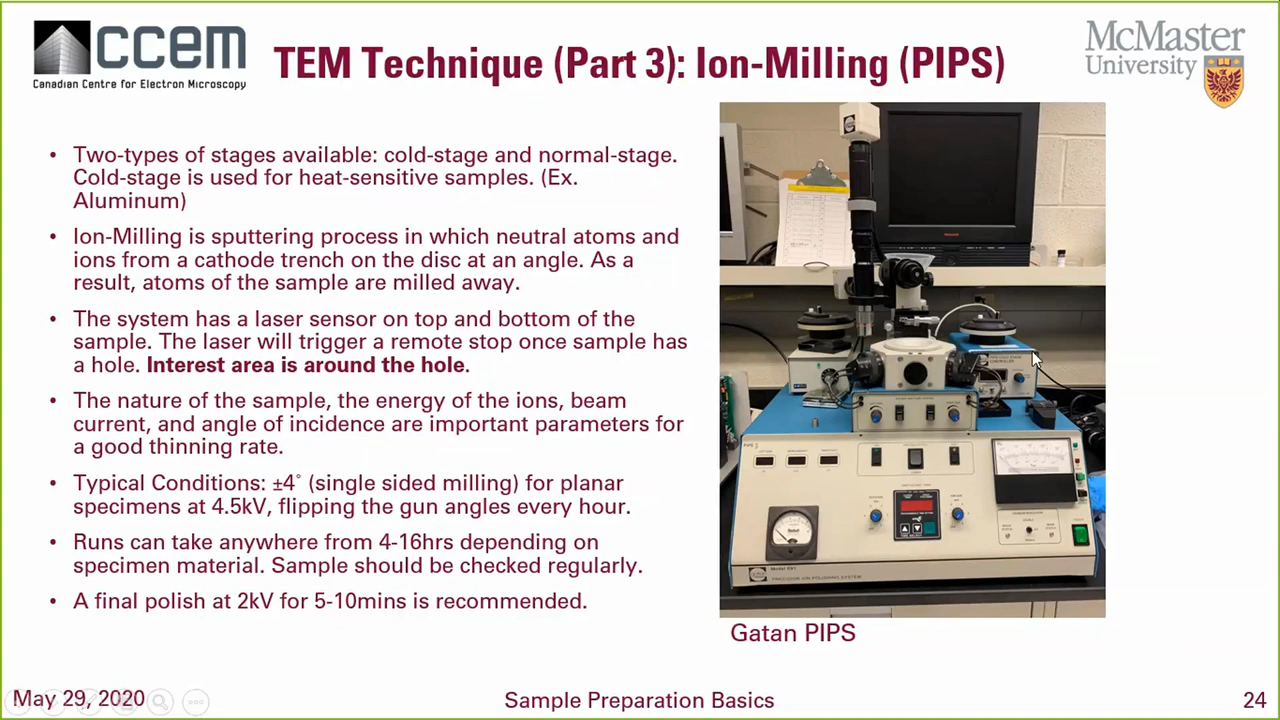 ccem
Canadian Centre for Electron Microscopy
TEM Technique (Part 3): Ion-Milling (PIPS)
McMaster
University
• Two-types of stages available: cold-stage and normal-stage.
Cold-stage is used for heat-sensitive samples. (Ex.
Aluminum)
• Ion-Milling is sputtering process in which neutral atoms and
ions from a cathode trench on the disc at an angle. As a
result, atoms of the sample are milled away.
• The system has a laser sensor on top and bottom of the
sample. The laser will trigger a remote stop once sample has
a hole. Interest area is around the hole.
• The nature of the sample, the energy of the ions, beam
current, and angle of incidence are important parameters for
a good thinning rate.
• Typical Conditions: ±4° (single sided milling) for planar
specimens at 4.5kV, flipping the gun angles every hour.
• Runs can take anywhere from 4-16hrs depending on
specimen material. Sample should be checked regularly.
• A final polish at 2kV for 5-10mins is recommended.
Model 691
PRECISION ION POLISHING SYSTEM
Gatan PIPS
May 29, 2020
Sample Preparation Basics
24